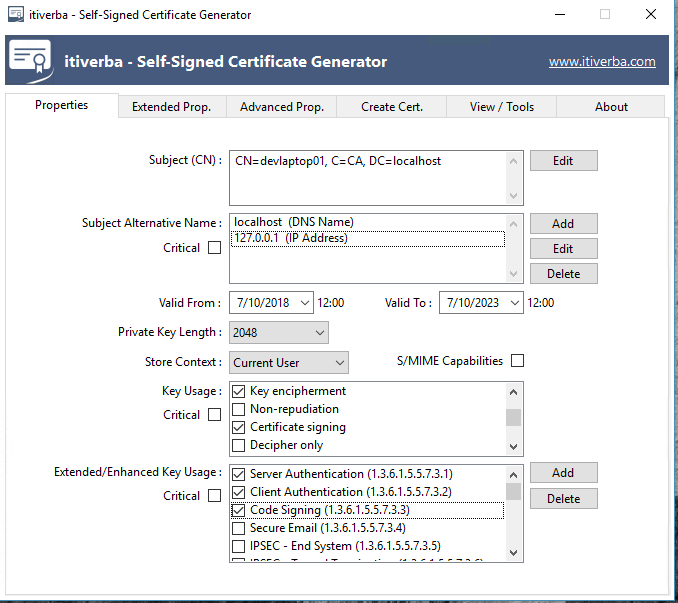 itiverba - Self-Signed Certificate Generator
itiverba - Self-Signed Certificate Generator www.itiverba.com
Properties Extended Prop. Advanced Prop. Create Cert. View / Tools About
Subject (CN) : CN=devlaptop01, C=CA, DC=localhost Edit
Subject Alternative Name : localhost (DNS Name) Add
127.0.0.1 (IP Address)
Critical Edit
Delete
Valid From : 7/10/2018 12:00 Valid To : 7/10/2023 12:00
Private Key Length : 2048
Store Context : Current User S/MIME Capabilities
Key Usage : Key encipherment
Critical Non-repudiation
Certificate signing
Decipher only
Extended/Enhanced Key Usage : Server Authentication (1.3.6.1.5.5.7.3.1) Add
Critical Client Authentication (1.3.6.1.5.5.7.3.2) Delete
Code Signing (1.3.6.1.5.5.7.3.3)
Secure Email (1.3.6.1.5.5.7.3.4)
IPSEC - End System (1.3.6.1.5.5.7.3.5)